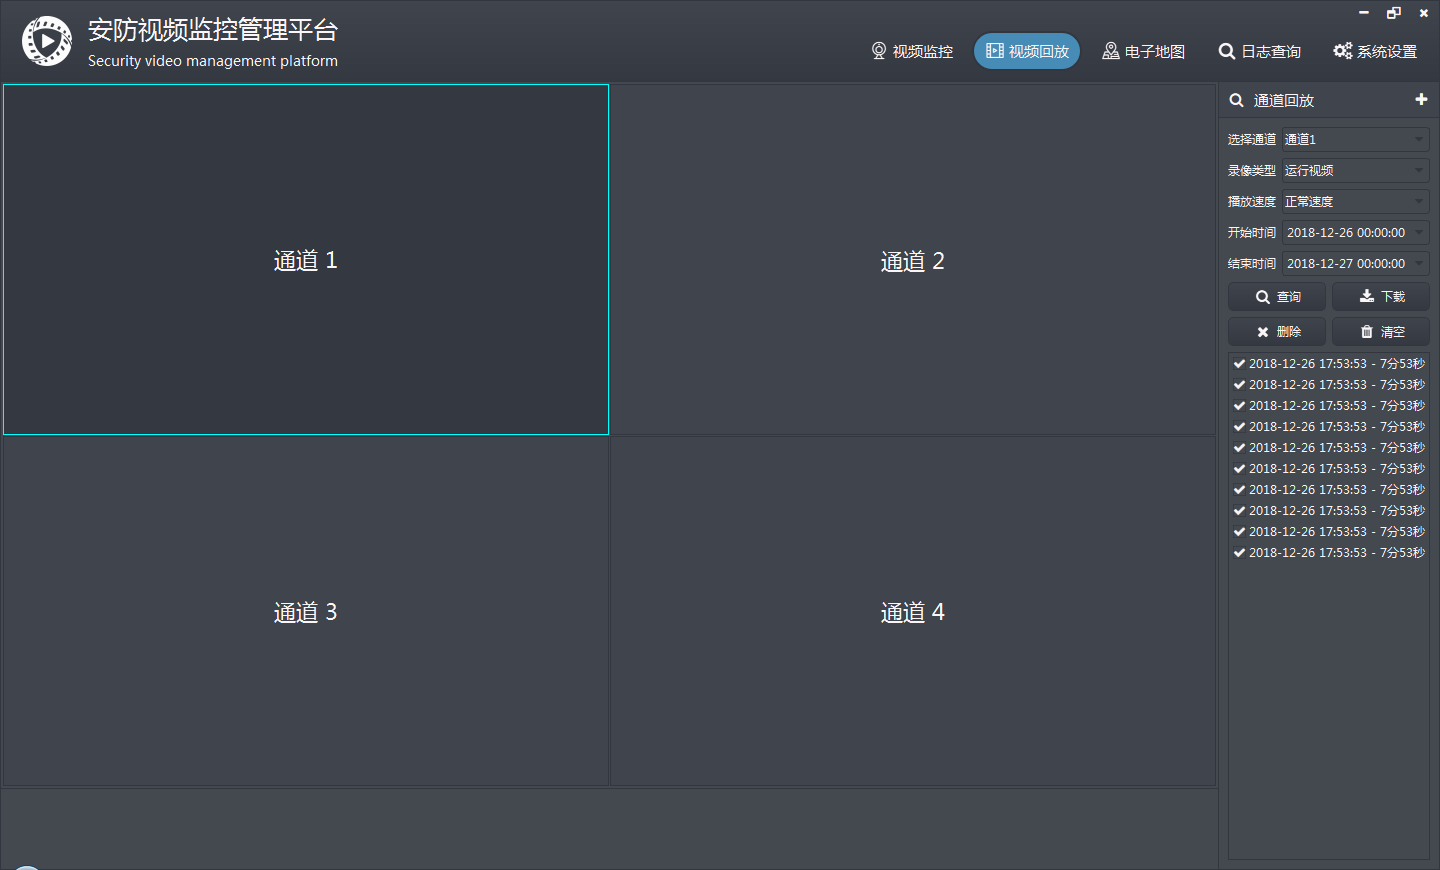 安防视频监控管理平台
Security video management platform
视频监控
视频回放
电子地图
日志查询
系统设置
通道 1
通道 2
通道 3
通道 4
通道回放
选择通道 通道1
录像类型 运行视频
播放速度 正常速度
开始时间 2018-12-26 00:00:00
结束时间 2018-12-27 00:00:00
查询 下载
删除 清空
2018-12-26 17:53:53 - 7分53秒
2018-12-26 17:53:53 - 7分53秒
2018-12-26 17:53:53 - 7分53秒
2018-12-26 17:53:53 - 7分53秒
2018-12-26 17:53:53 - 7分53秒
2018-12-26 17:53:53 - 7分53秒
2018-12-26 17:53:53 - 7分53秒
2018-12-26 17:53:53 - 7分53秒
2018-12-26 17:53:53 - 7分53秒
2018-12-26 17:53:53 - 7分53秒